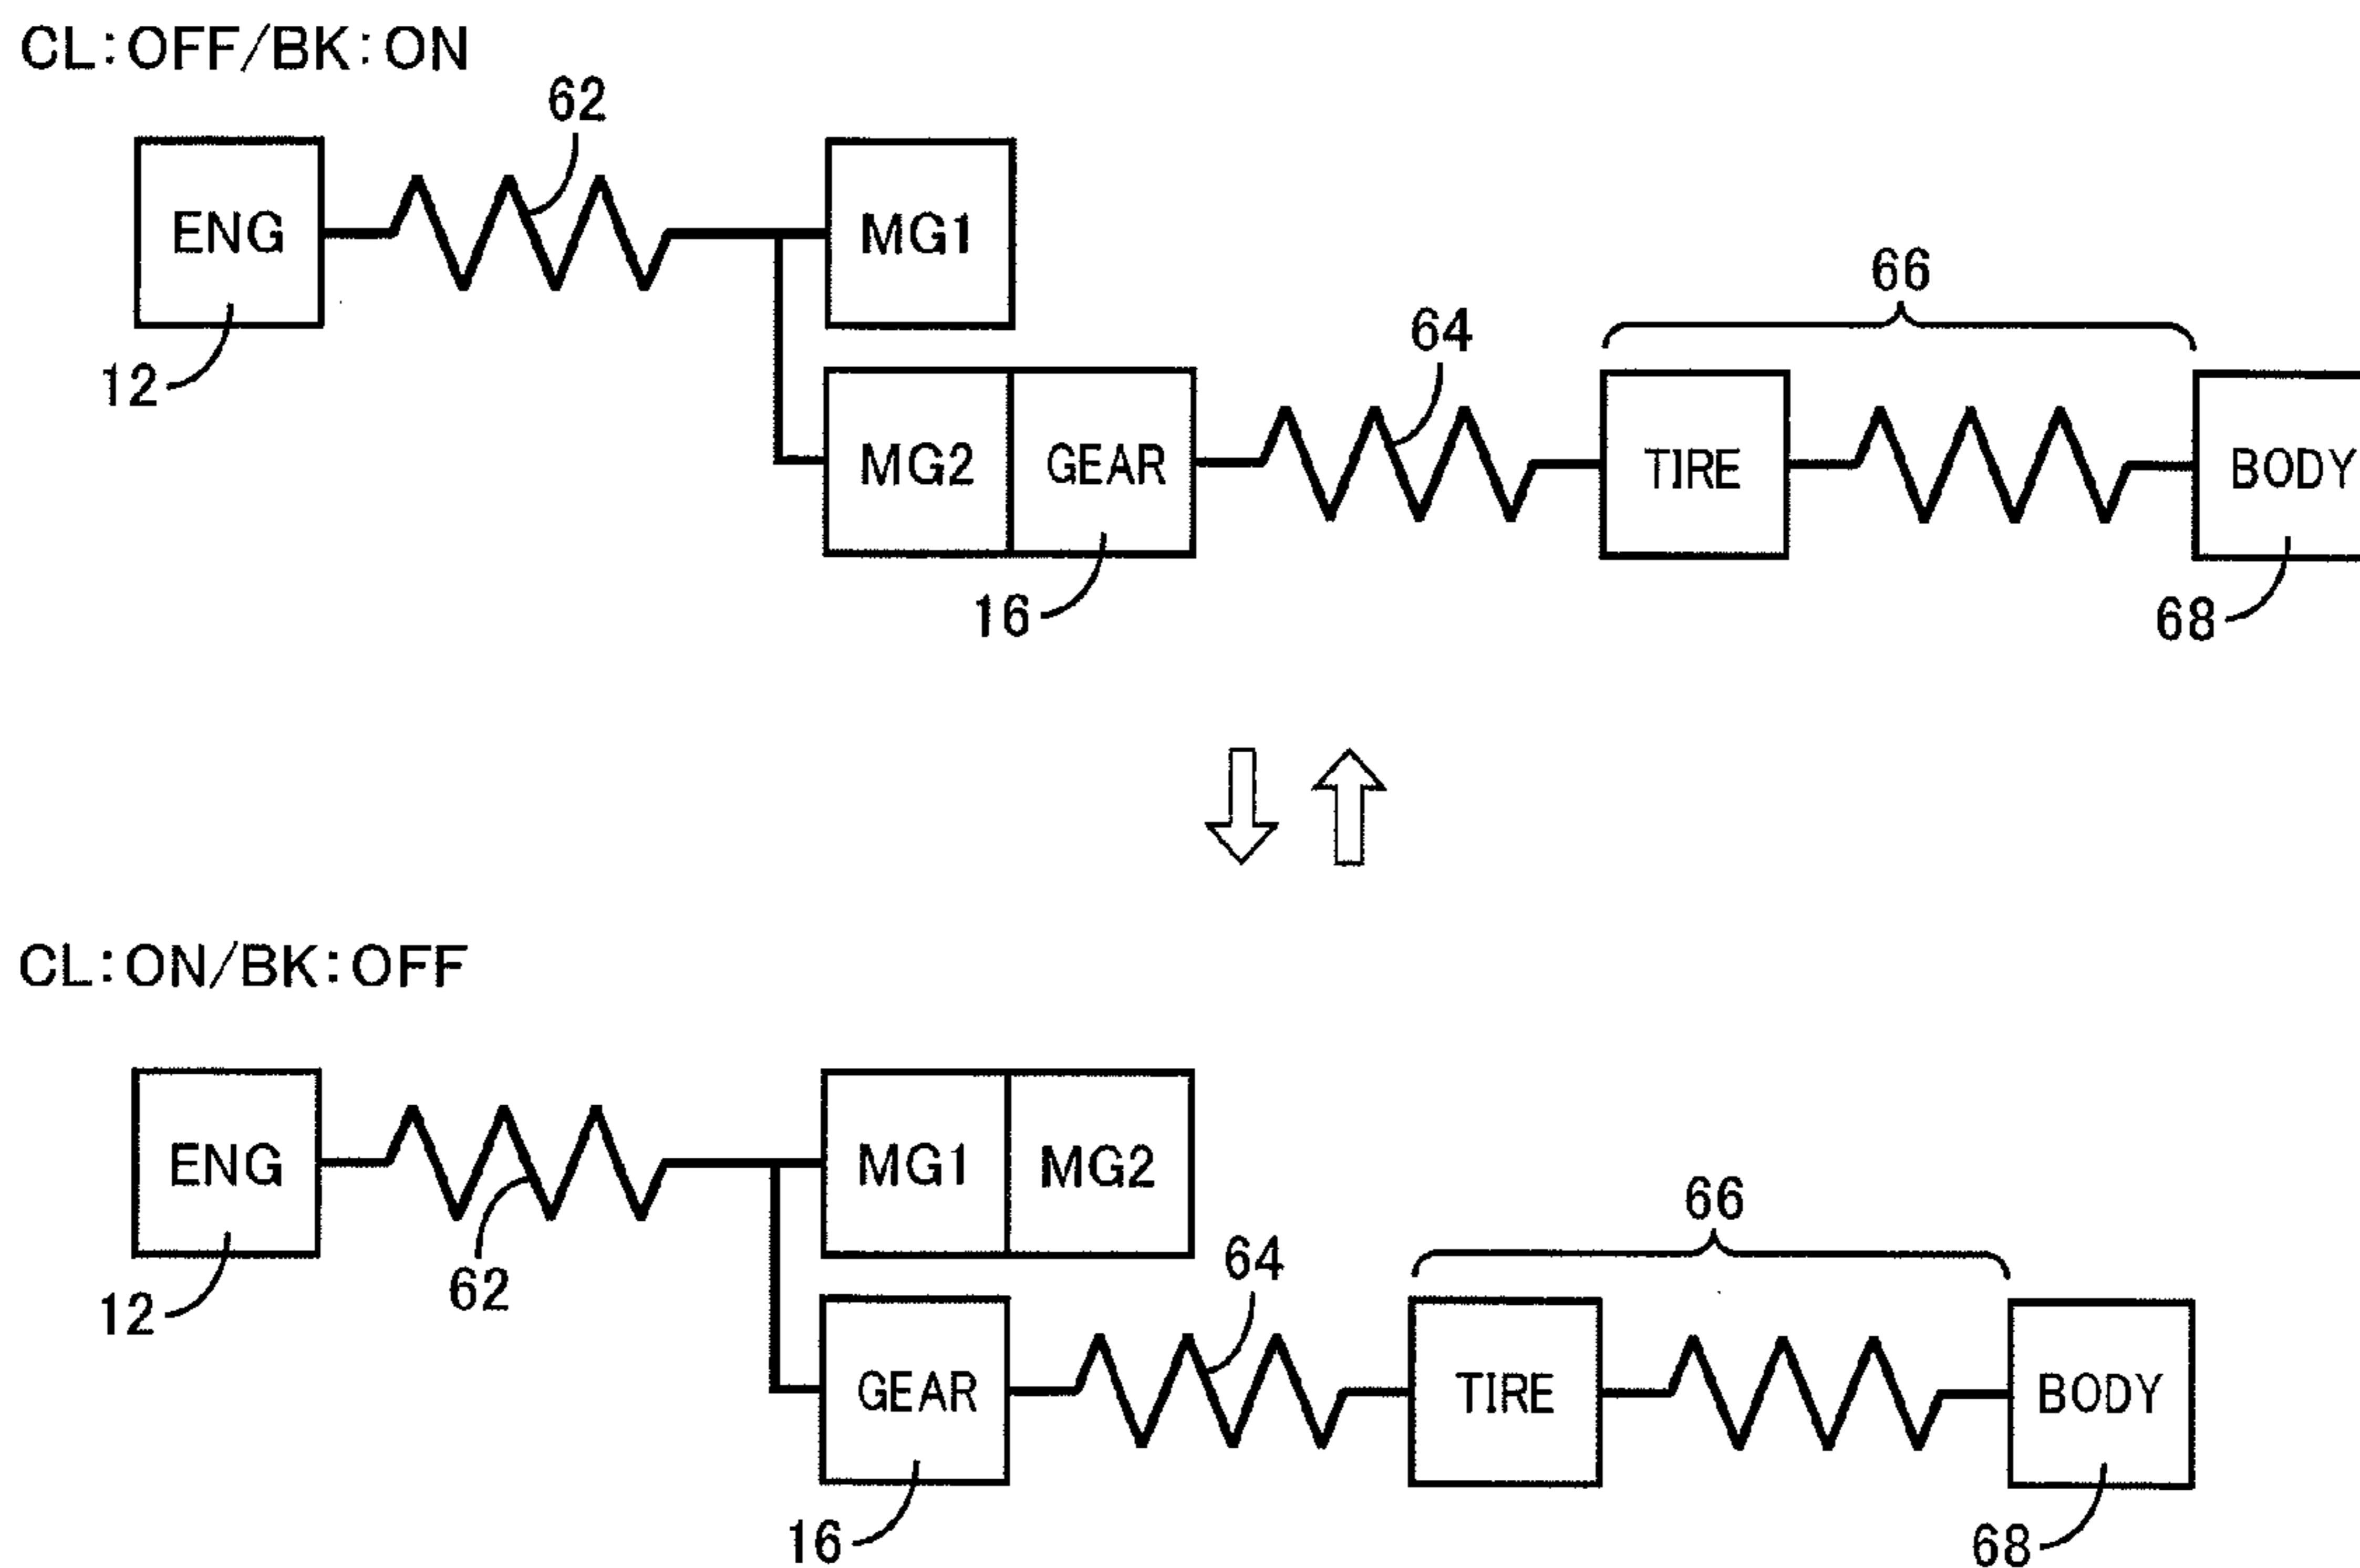 CL:OFF/BK:ON
62
ENG
MG1
66
12
64
MG2
GEAR
TIRE
BODY
16
68
CL:ON/BK:OFF
ENG
MG1
MG2
66
62
64
12
GEAR
TIRE
BODY
16
68